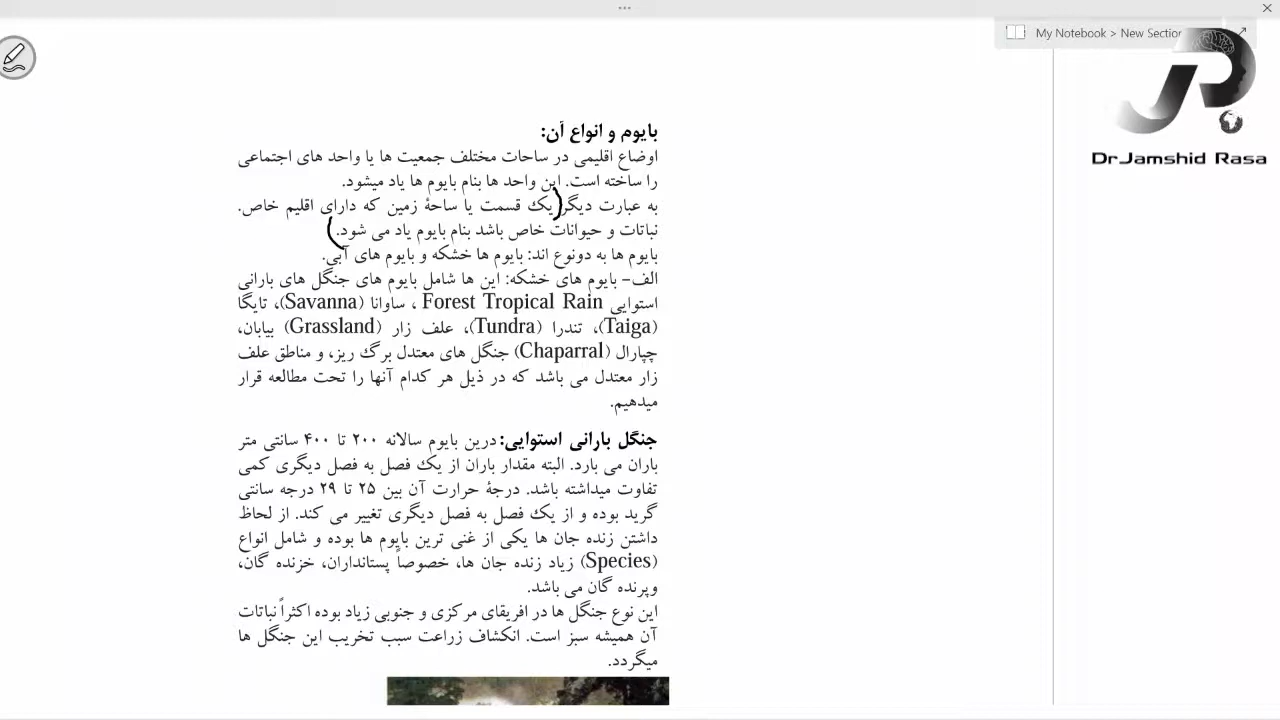 My Notebook > New Section
Dr Jamshid Rasa
بایوم و انواع آن:
اوضاع اقلیمی در ساحات مختلف جمعیت ها یا واحد های اجتماعی
را ساخته است. این واحد ها بنام بایوم ها یاد میشود.
به عبارت دیگر یک قسمت یا ساحهٔ زمین که دارای اقلیم خاص.
نباتات و حیوانات خاص باشد بنام بایوم یاد می شود.
بایوم ها به دونوع اند: بایوم ها خشکه و بایوم های آبی.
الف- بایوم های خشکه: این ها شامل بایوم های جنگل های بارانی
استوایی Forest Tropical Rain ، ساوانا (Savanna)، تایگا
(Taiga)، تندرا (Tundra)، علف زار (Grassland) بیابان،
چپارال (Chaparral) جنگل های معتدل برگ ریز، و مناطق علف
زار معتدل می باشد که در ذیل هر کدام آنها را تحت مطالعه قرار
میدهیم.
جنگل بارانی استوایی: درین بایوم سالانه ۲۰۰ تا ۴۰۰ سانتی متر
باران می بارد. البته مقدار باران از یک فصل به فصل دیگری کمی
تفاوت میداشته باشد. درجهٔ حرارت آن بین ۲۵ تا ۲۹ درجه سانتی
گرید بوده و از یک فصل به فصل دیگری تغییر می کند. از لحاظ
داشتن زنده جان ها یکی از غنی ترین بایوم ها بوده و شامل انواع
(Species) زیاد زنده جان ها، خصوصاً پستانداران، خزنده گان،
وپرنده گان می باشد.
این نوع جنگل ها در افریقای مرکزی و جنوبی زیاد بوده اکثراً نباتات
آن همیشه سبز است. انکشاف زراعت سبب تخریب این جنگل ها
میگردد.